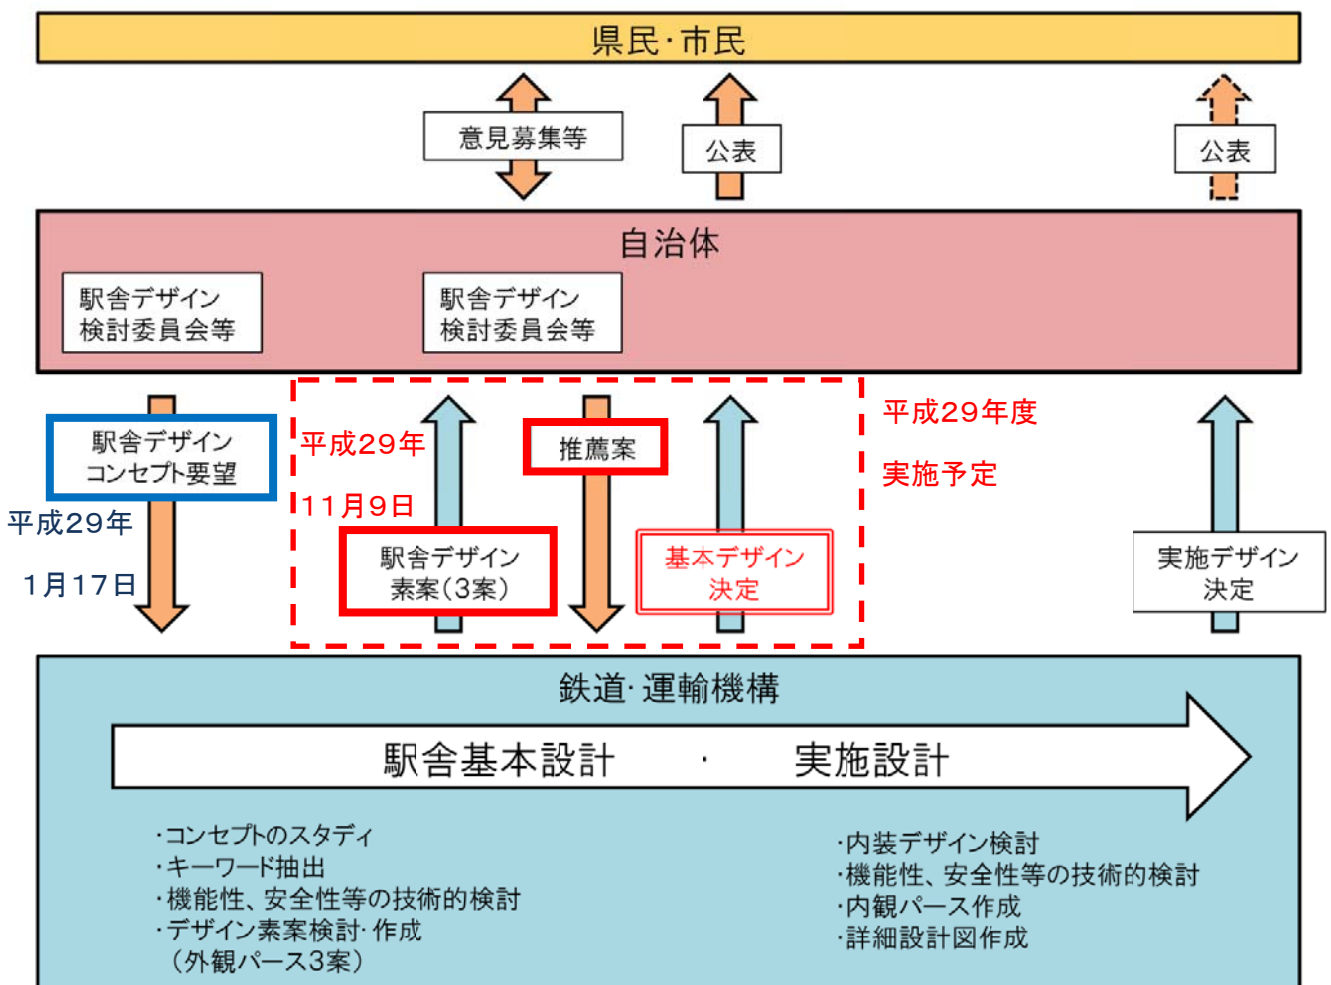 県民・市民
意見募集等
公表
公表
自治体
駅舎デザイン
検討委員会等
駅舎デザイン
検討委員会等
駅舎デザイン
コンセプト要望
平成29年
1月17日
平成29年
11月9日
駅舎デザイン
素案(3案)
推薦案
基本デザイン
決定
平成29年度
実施予定
実施デザイン
決定
鉄道・運輸機構
駅舎基本設計 ・ 実施設計
・コンセプトのスタディ
・キーワード抽出
・機能性、安全性等の技術的検討
・デザイン素案検討・作成
(外観パース3案)
・内装デザイン検討
・機能性、安全性等の技術的検討
・内観パース作成
・詳細設計図作成